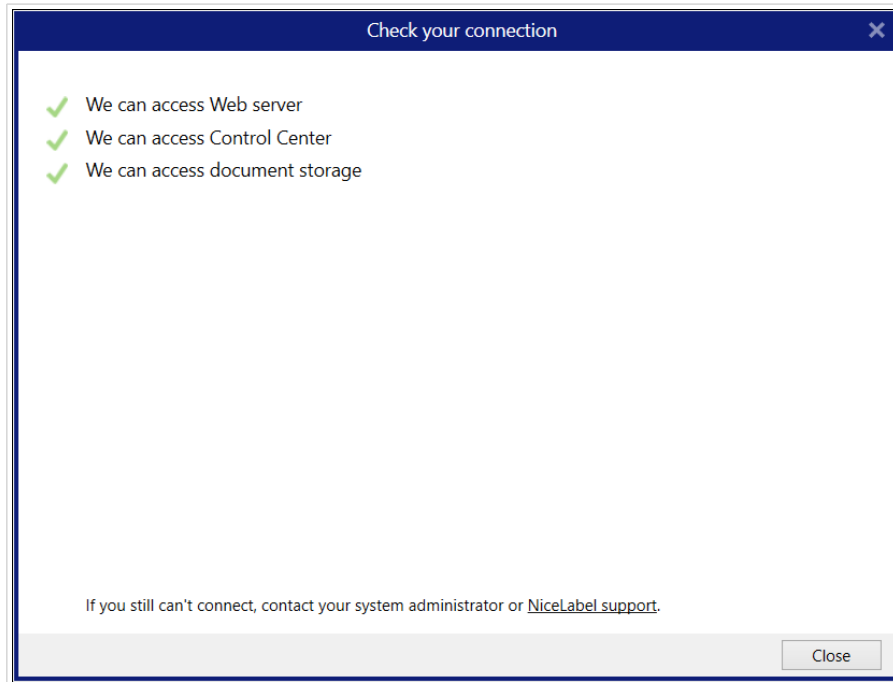 Check your connection
We can access Web server
We can access Control Center
We can access document storage
If you still can't connect, contact your system administrator or NiceLabel support.
Close